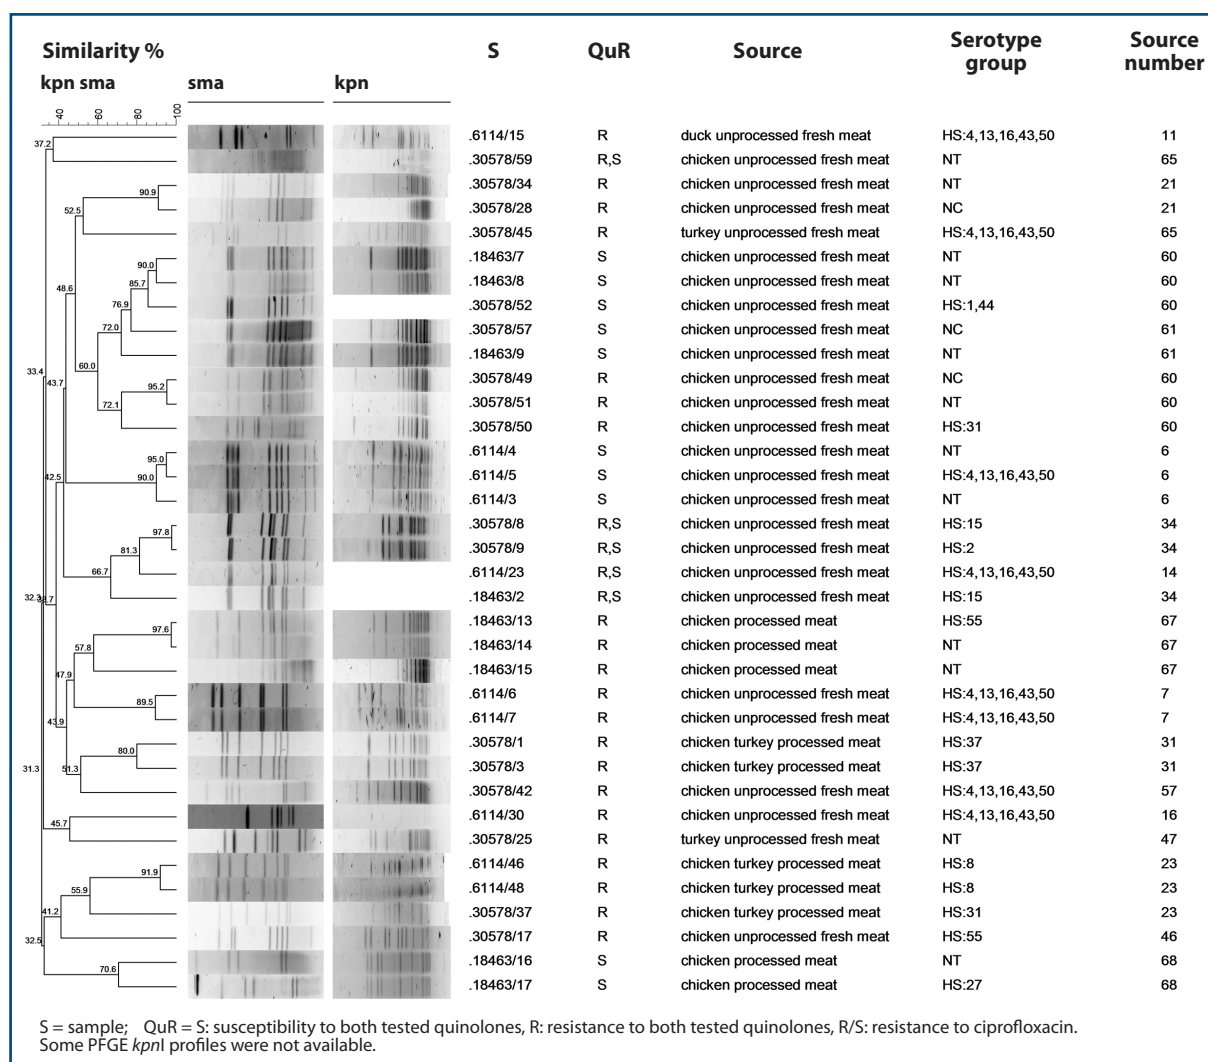 Similarity %
S QuR Source Serotype group Source number
kpn sma sma kpn
40 60 80 100
.6114/15 R duck unprocessed fresh meat HS:4,13,16,43,50 11
37.2
.30578/59 R,S chicken unprocessed fresh meat NT 65
.30578/34 R chicken unprocessed fresh meat NT 21
90.9
.30578/28 R chicken unprocessed fresh meat NC 21
52.5
.30578/45 R turkey unprocessed fresh meat HS:4,13,16,43,50 65
.18463/7 S chicken unprocessed fresh meat NT 60
90.0
.18463/8 S chicken unprocessed fresh meat NT 60
85.7
48.6
.30578/52 S chicken unprocessed fresh meat HS:1,44 60
76.9
.30578/57 S chicken unprocessed fresh meat NC 61
72.0
.18463/9 S chicken unprocessed fresh meat NT 61
60.0
33.4
.30578/49 R chicken unprocessed fresh meat NC 60
43.7
95.2
.30578/51 R chicken unprocessed fresh meat NT 60
72.1
.30578/50 R chicken unprocessed fresh meat HS:31 60
.6114/4 S chicken unprocessed fresh meat NT 6
95.0
.6114/5 S chicken unprocessed fresh meat HS:4,13,16,43,50 6
42.5
90.0
.6114/3 S chicken unprocessed fresh meat NT 6
.30578/8 R,S chicken unprocessed fresh meat HS:15 34
97.8
.30578/9 R,S chicken unprocessed fresh meat HS:2 34
81.3
.6114/23 R,S chicken unprocessed fresh meat HS:4,13,16,43,50 14
66.7
.18463/2 R,S chicken unprocessed fresh meat HS:15 34
32.3
.18463/13 R chicken processed meat HS:55 67
97.6
.18463/14 R chicken processed meat NT 67
57.8
.18463/15 R chicken processed meat NT 67
47.9
.6114/6 R chicken unprocessed fresh meat HS:4,13,16,43,50 7
89.5
.6114/7 R chicken unprocessed fresh meat HS:4,13,16,43,50 7
43.9
.30578/1 R chicken turkey processed meat HS:37 31
80.0
.30578/3 R chicken turkey processed meat HS:37 31
31.3
51.3
.30578/42 R chicken unprocessed fresh meat HS:4,13,16,43,50 57
.6114/30 R chicken unprocessed fresh meat HS:4,13,16,43,50 16
45.7
.30578/25 R turkey unprocessed fresh meat NT 47
.6114/46 R chicken turkey processed meat HS:8 23
91.9
.6114/48 R chicken turkey processed meat HS:8 23
55.9
.30578/37 R chicken turkey processed meat HS:31 23
41.2
.30578/17 R chicken unprocessed fresh meat HS:55 46
32.5
.18463/16 S chicken processed meat NT 68
70.6
.18463/17 S chicken processed meat HS:27 68
S = sample; QuR = S: susceptibility to both tested quinolones, R: resistance to both tested quinolones, R/S: resistance to ciprofloxacin.
Some PFGE kpnI profiles were not available.